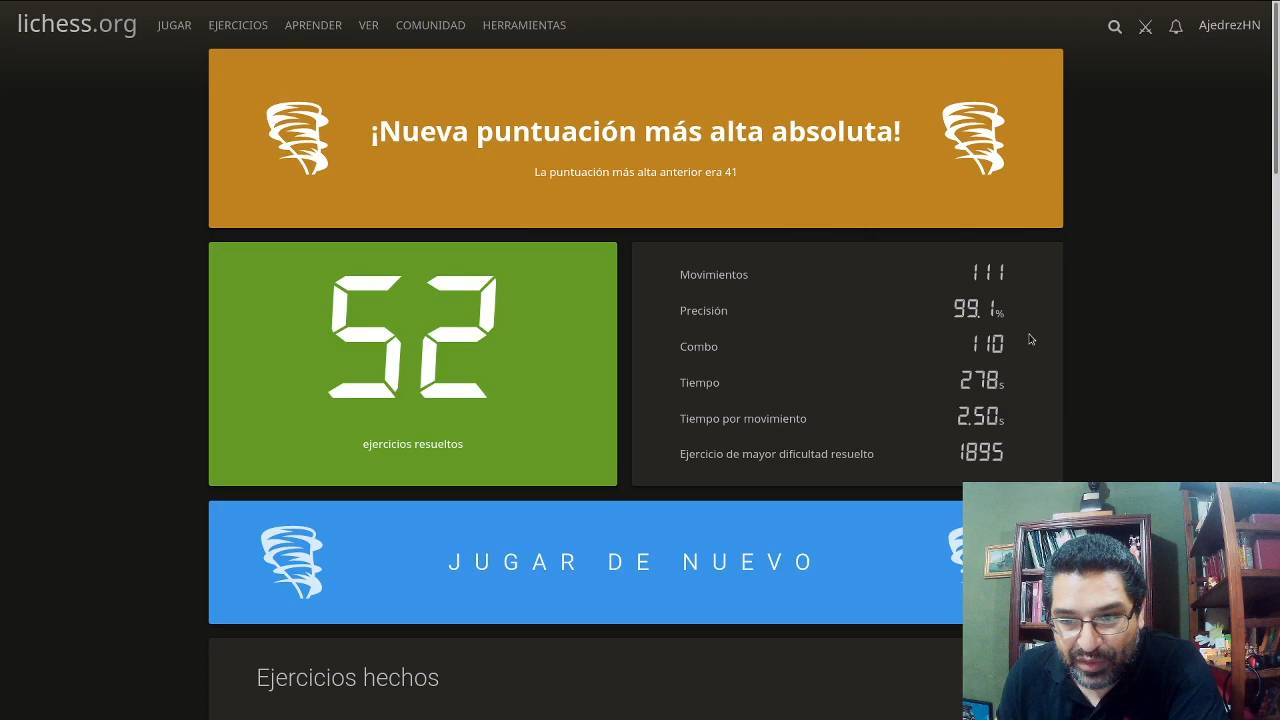 lichess.org JUGAR EJERCICIOS APRENDER VER COMUNIDAD HERRAMIENTAS AjedrezHN
¡Nueva puntuación más alta absoluta!
La puntuación más alta anterior era 41
52
ejercicios resueltos
Movimientos 111
Precisión 99.1%
Combo 110
Tiempo 278s
Tiempo por movimiento 2.50s
Ejercicio de mayor dificultad resuelto 1895
JUGAR DE NUEVO
Ejercicios hechos